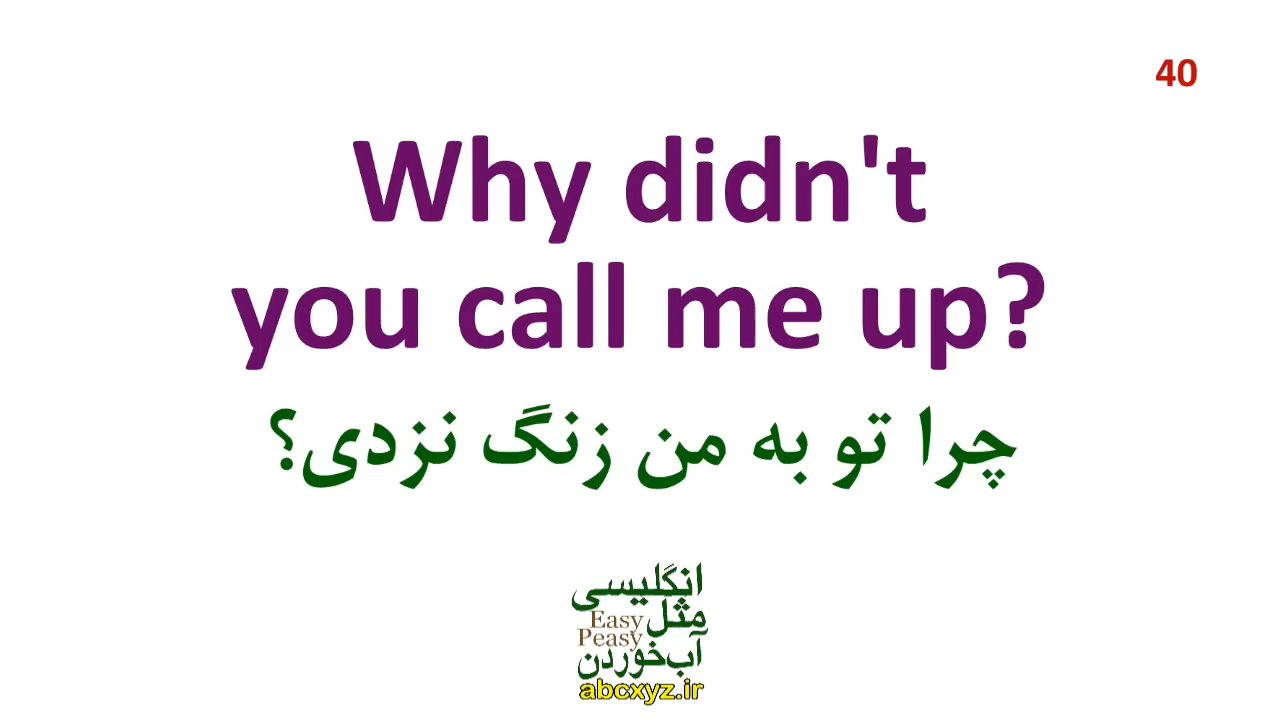 40
Why didn't
you call me up?
چرا تو به من زنگ نزدی؟
انگلیسی
مثل
Easy
Peasy
آب‌خوردن
abcxyz.ir